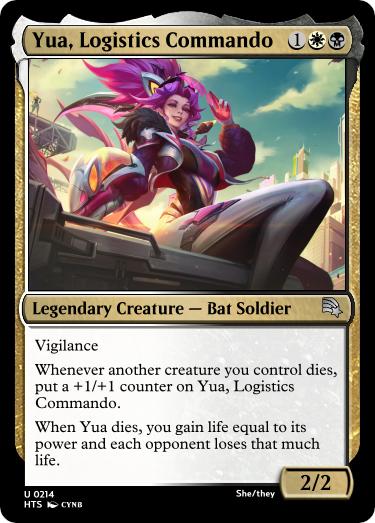 Yua, Logistics Commando 1
Legendary Creature — Bat Soldier
Vigilance
Whenever another creature you control dies,
put a +1/+1 counter on Yua, Logistics
Commando.
When Yua dies, you gain life equal to its
power and each opponent loses that much
life.
2/2
U 0214
She/they
HTS CYNB